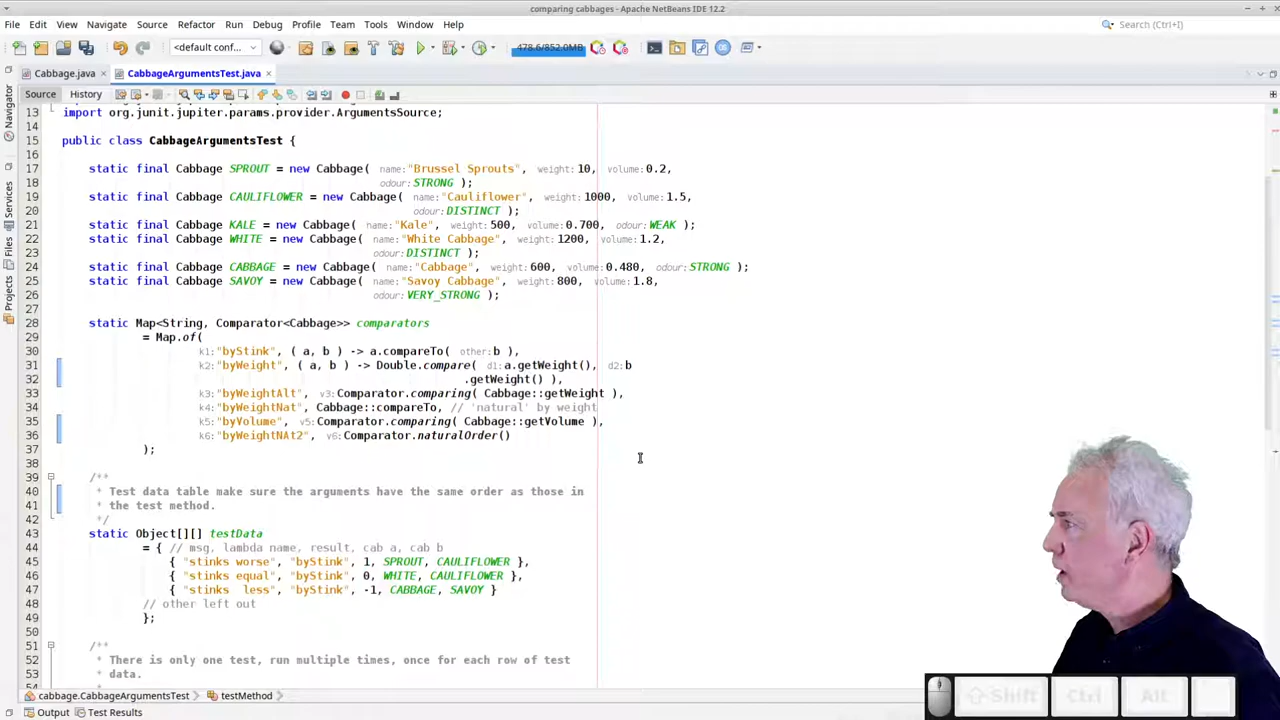 comparing cabbages - Apache NetBeans IDE 12.2
File Edit View Navigate Source Refactor Run Debug Profile Team Tools Window Help
<default conf... 478.6/852.0MB Search (Ctrl+I)
Cabbage.java × CabbageArgumentsTest.java ×
Source History
Navigator
Services
Files
Projects
13 import org.junit.jupiter.params.provider.ArgumentsSource;
14
15 public class CabbageArgumentsTest {
16
17 static final Cabbage SPROUT = new Cabbage( name:"Brussel Sprouts", weight:10, volume:0.2,
18 odour:STRONG );
19 static final Cabbage CAULIFLOWER = new Cabbage( name:"Cauliflower", weight:1000, volume:1.5,
20 odour:DISTINCT );
21 static final Cabbage KALE = new Cabbage( name:"Kale", weight:500, volume:0.700, odour:WEAK );
22 static final Cabbage WHITE = new Cabbage( name:"White Cabbage", weight:1200, volume:1.2,
23 odour:DISTINCT );
24 static final Cabbage CABBAGE = new Cabbage( name:"Cabbage", weight:600, volume:0.480, odour:STRONG );
25 static final Cabbage SAVOY = new Cabbage( name:"Savoy Cabbage", weight:800, volume:1.8,
26 odour:VERY_STRONG );
27
28 static Map<String, Comparator<Cabbage>> comparators
29 = Map.of(
30 k1:"byStink", ( a, b ) -> a.compareTo( other:b ),
31 k2:"byWeight", ( a, b ) -> Double.compare( d1:a.getWeight(), d2:b
32 .getWeight() ),
33 k3:"byWeightAlt", v3:Comparator.comparing( Cabbage::getWeight ),
34 k4:"byWeightNat", Cabbage::compareTo, // 'natural' by weight
35 k5:"byVolume", v5:Comparator.comparing( Cabbage::getVolume ),
36 k6:"byWeightNAt2", v6:Comparator.naturalOrder()
37 );
38
39 /**
40 * Test data table make sure the arguments have the same order as those in
41 * the test method.
42 */
43 static Object[][] testData
44 = { // msg, lambda name, result, cab a, cab b
45 { "stinks worse", "byStink", 1, SPROUT, CAULIFLOWER },
46 { "stinks equal", "byStink", 0, WHITE, CAULIFLOWER },
47 { "stinks  less", "byStink", -1, CABBAGE, SAVOY }
48 // other left out
49 };
50
51 /**
52 * There is only one test, run multiple times, once for each row of test
53 * data.
cabbage.CabbageArgumentsTest testMethod
Output Test Results
Shift Ctrl Alt